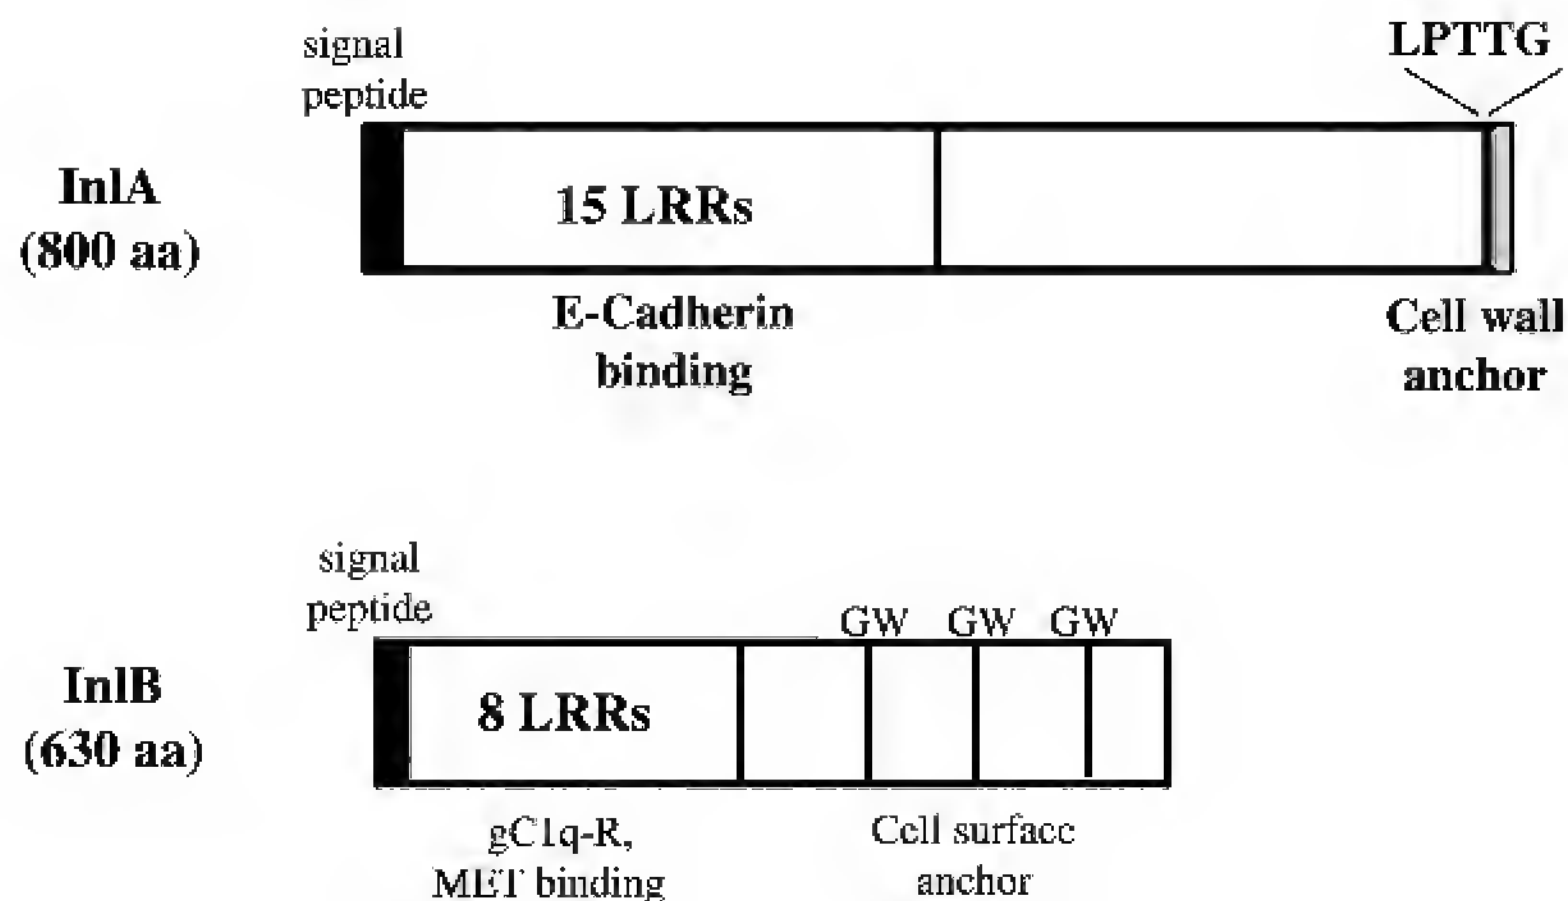 signal
peptide
LPTTG
InlA
(800 aa)
15 LRRs
E-Cadherin
binding
Cell wall
anchor
signal
peptide
GW GW GW
InlB
(630 aa)
8 LRRs
gC1q-R,
MET binding
Cell surface
anchor